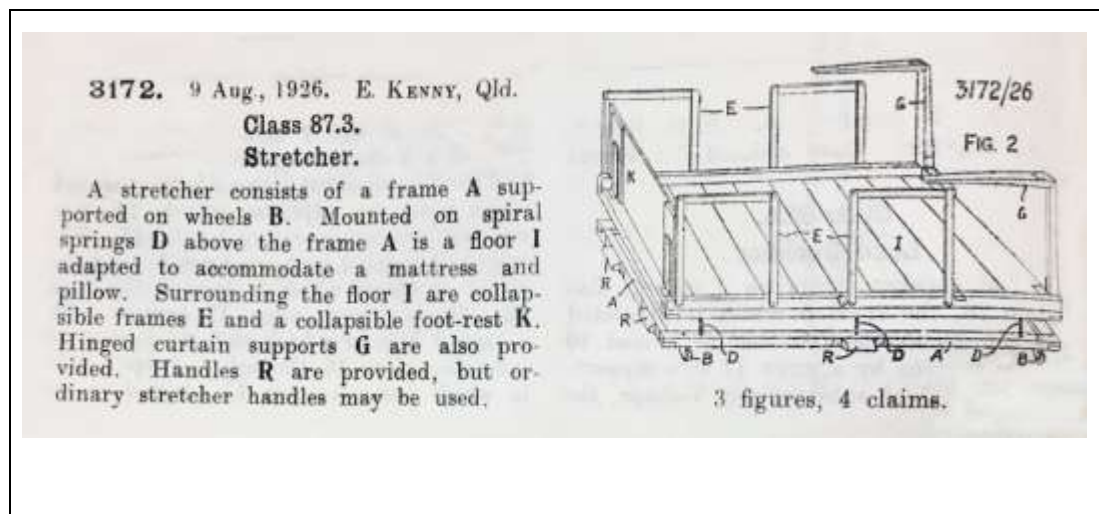 3172. 9 Aug., 1926. E. KENNY, Qld.
Class 87.3.
Stretcher.
A stretcher consists of a frame A sup-
ported on wheels B. Mounted on spiral
springs D above the frame A is a floor I
adapted to accommodate a mattress and
pillow. Surrounding the floor I are collap-
sible frames E and a collapsible foot-rest K.
Hinged curtain supports G are also pro-
vided. Handles R are provided, but or-
dinary stretcher handles may be used.
3172/26
FIG. 2
E
G
K
G
E
I
R
A
R
B
D
R
D
A
D
B
3 figures, 4 claims.